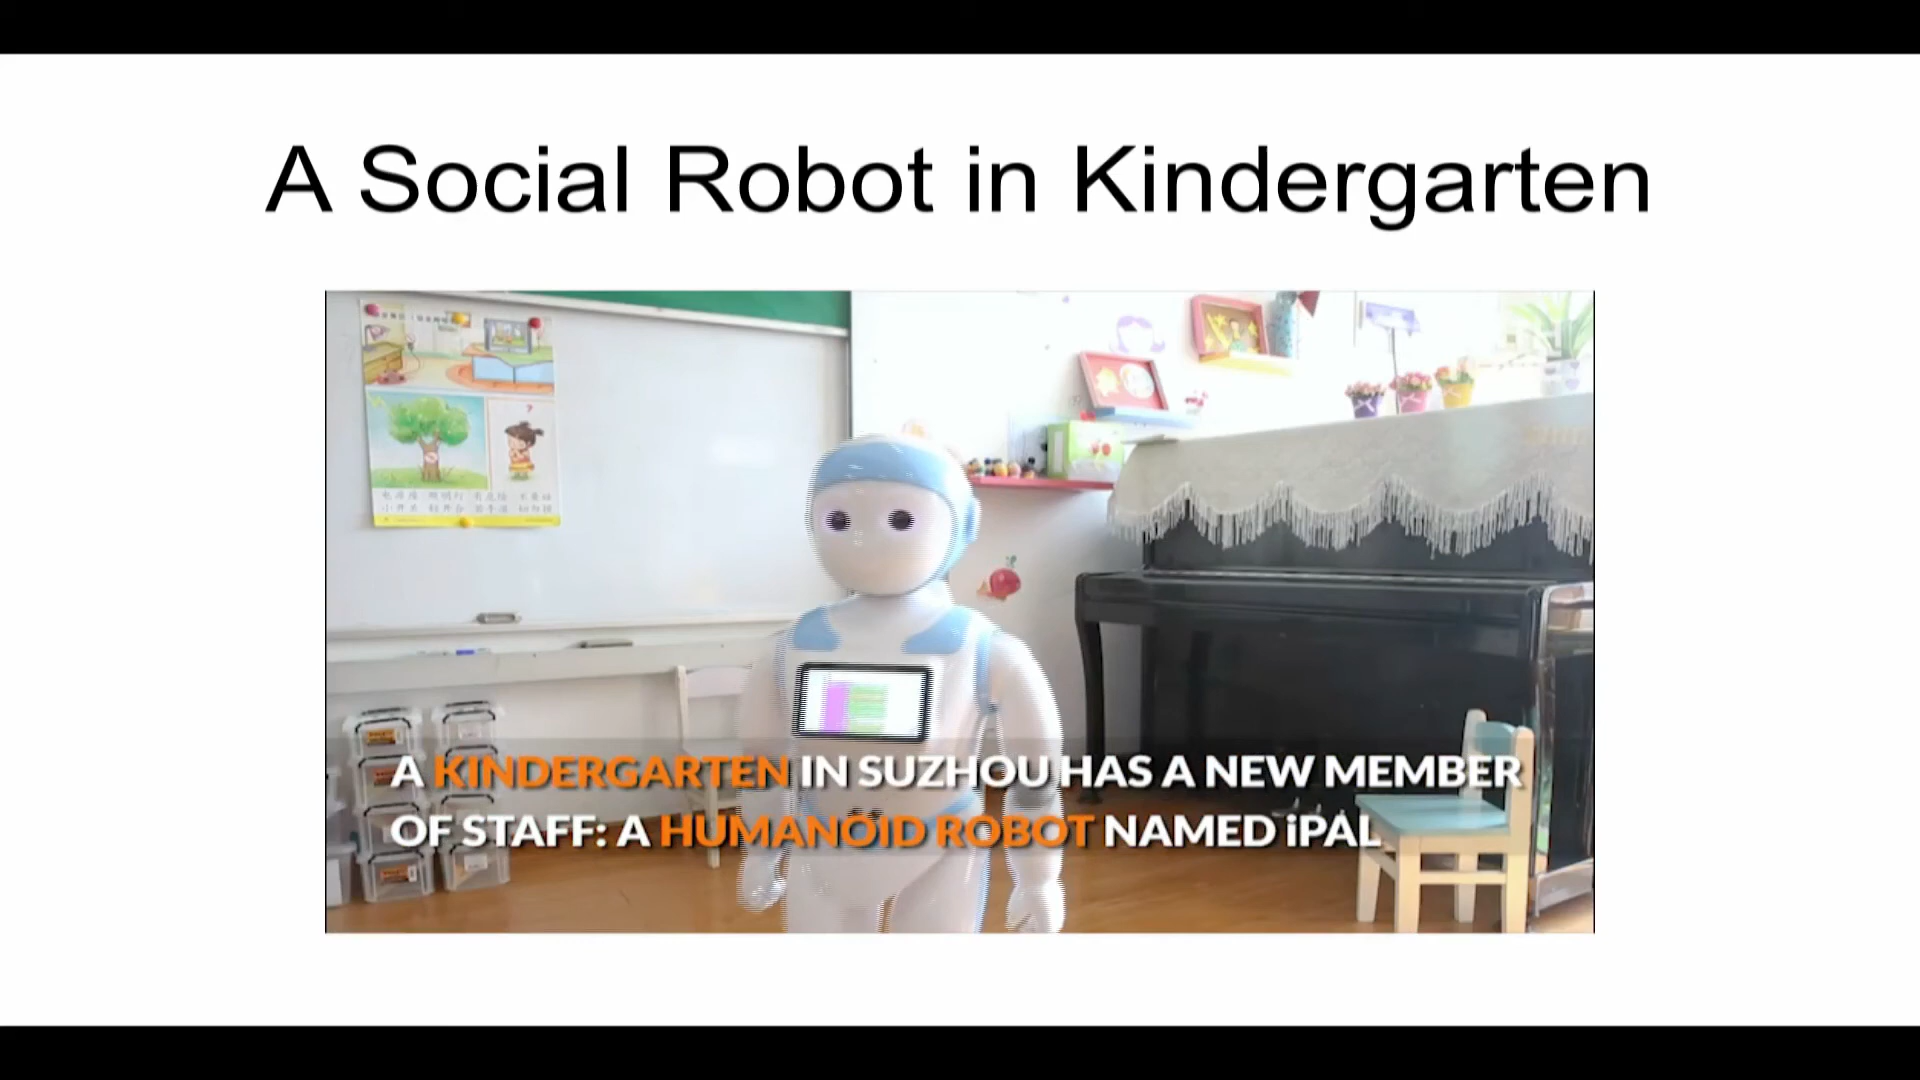 A Social Robot in Kindergarten
A KINDERGARTEN IN SUZHOU HAS A NEW MEMBER
OF STAFF: A HUMANOID ROBOT NAMED iPAL